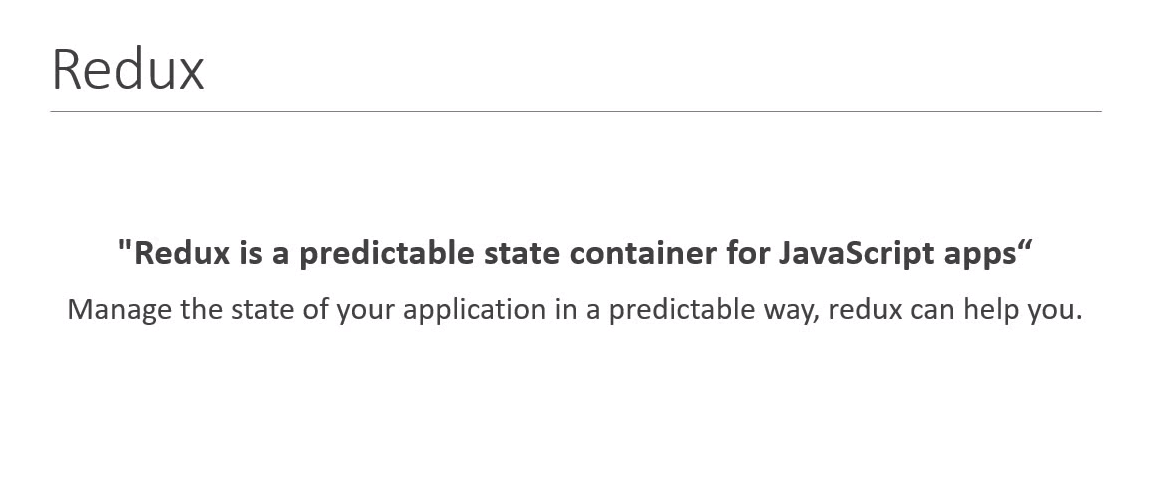 Redux
"Redux is a predictable state container for JavaScript apps“
Manage the state of your application in a predictable way, redux can help you.